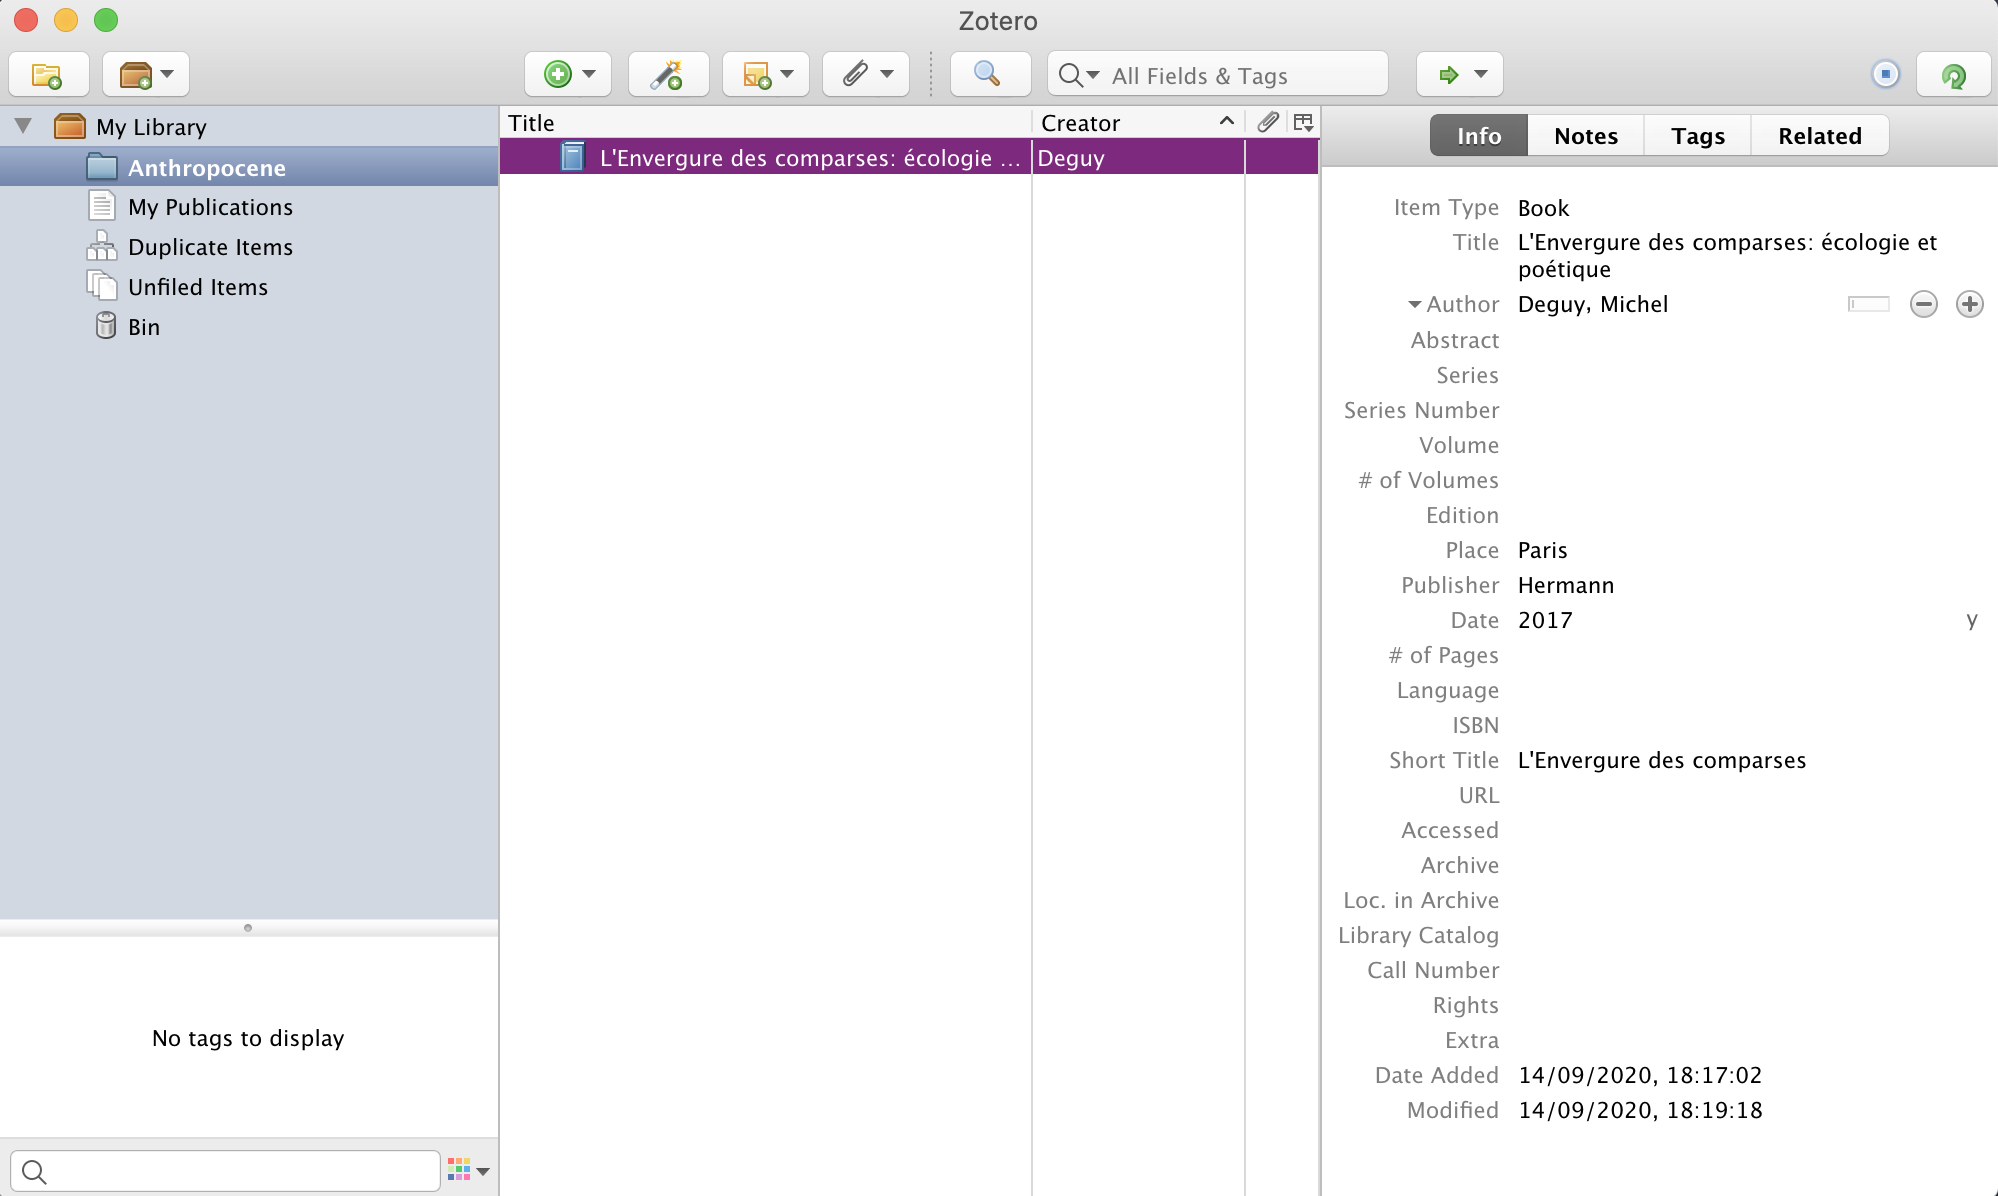 Zotero
All Fields & Tags
My Library
Anthropocene
My Publications
Duplicate Items
Unfiled Items
Bin
No tags to display
Title Creator
L'Envergure des comparses: écologie ... Deguy
Info Notes Tags Related
Item Type Book
Title L'Envergure des comparses: écologie et
poétique
Author Deguy, Michel
Abstract
Series
Series Number
Volume
# of Volumes
Edition
Place Paris
Publisher Hermann
Date 2017 y
# of Pages
Language
ISBN
Short Title L'Envergure des comparses
URL
Accessed
Archive
Loc. in Archive
Library Catalog
Call Number
Rights
Extra
Date Added 14/09/2020, 18:17:02
Modified 14/09/2020, 18:19:18